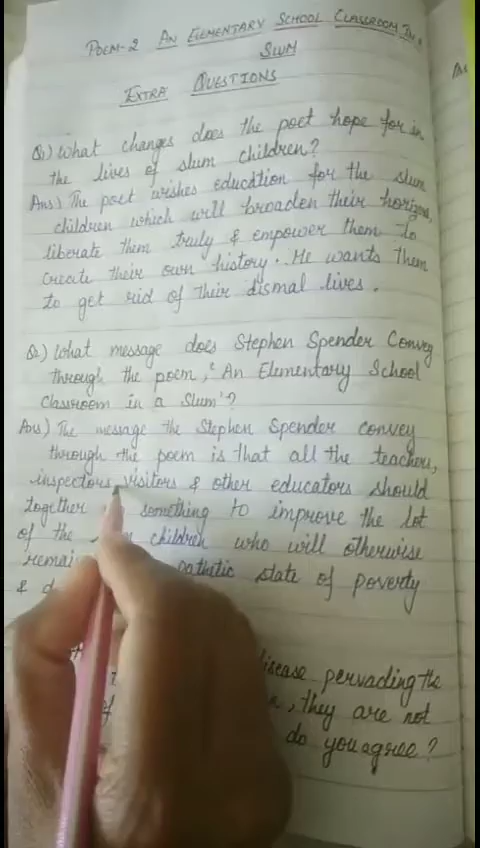 POEM-2 AN ELEMENTARY SCHOOL CLASSROOM IN
SLUM
EXTRA QUESTIONS
Q1) What changes does the poet hope for in
the lives of slum children?
Ans) The poet wishes education for the slum
children which will broaden their horizons,
liberate them truly & empower them to
create their own history. He wants them
to get rid of their dismal lives.
Q2) What message does Stephen Spender Convey
through the poem, "An Elementary School
Classroom in a Slum'?
Ans) The message the Stephen Spender convey
through the poem is that all the teachers,
inspectors, visitors & other educators should
together something to improve the lot
of the children who will otherwise
remain pathetic state of poverty
&
disease pervading the
, they are not
do you agree?